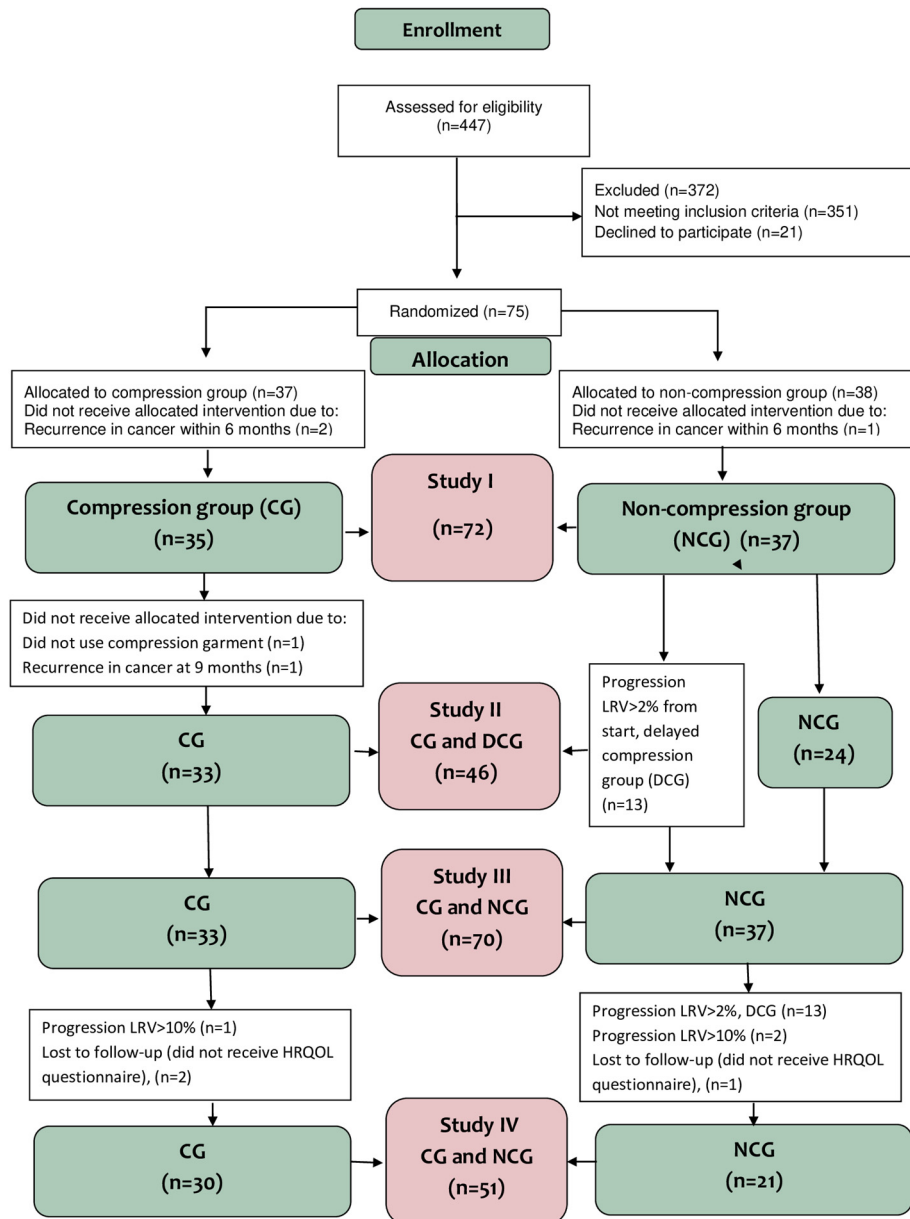 Enrollment
Assessed for eligibility
(n=447)
Excluded (n=372)
Not meeting inclusion criteria (n=351)
Declined to participate (n=21)
Randomized (n=75)
Allocation
Allocated to compression group (n=37)
Did not receive allocated intervention due to:
Recurrence in cancer within 6 months (n=2)
Allocated to non-compression group (n=38)
Did not receive allocated intervention due to:
Recurrence in cancer within 6 months (n=1)
Compression group (CG)
(n=35)
Study I
(n=72)
Non-compression group
(NCG) (n=37)
Did not receive allocated intervention due to:
Did not use compression garment (n=1)
Recurrence in cancer at 9 months (n=1)
Progression
LRV>2% from
start, delayed
compression
group (DCG)
(n=13)
NCG
(n=24)
CG
(n=33)
Study II
CG and DCG
(n=46)
CG
(n=33)
Study III
CG and NCG
(n=70)
NCG
(n=37)
Progression LRV>10% (n=1)
Lost to follow-up (did not receive HRQOL
questionnaire), (n=2)
Progression LRV>2%, DCG (n=13)
Progression LRV>10% (n=2)
Lost to follow-up (did not receive HRQOL
questionnaire), (n=1)
CG
(n=30)
Study IV
CG and NCG
(n=51)
NCG
(n=21)